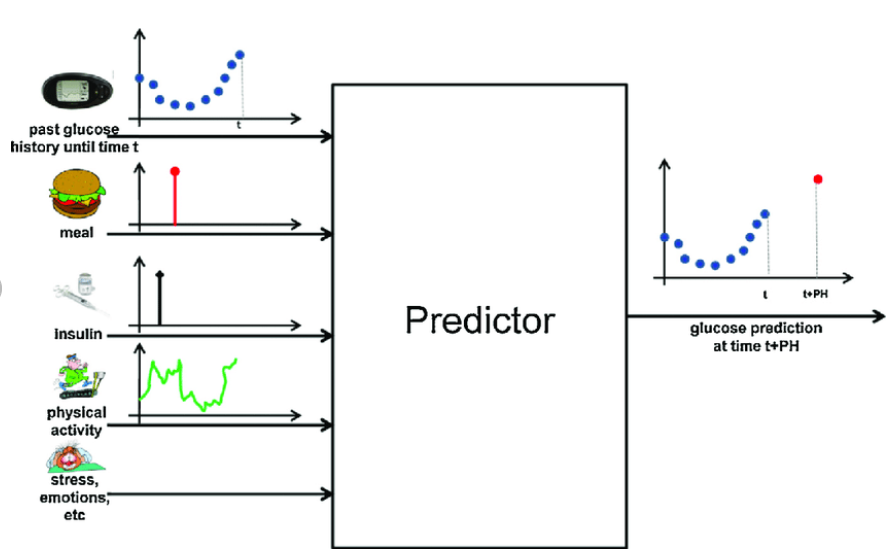 t
past glucose
history until time t
meal
insulin
physical
activity
stress,
emotions,
etc
Predictor
t
t+PH
glucose prediction
at time t+PH